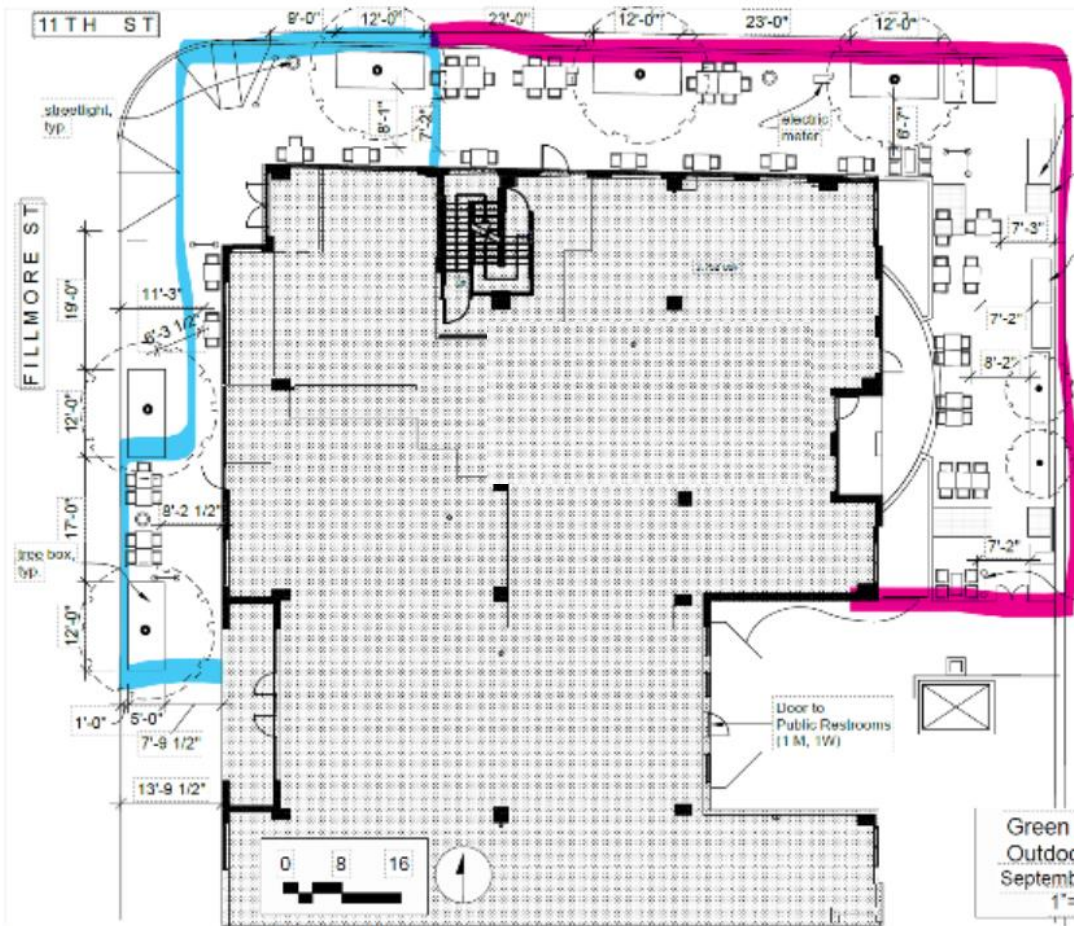 11TH ST
9'-0"
12'-0"
23'-0"
12'-0"
23'-0"
12'-0"
streetlight,
typ
8'-1"
7'-2"
electric
meter
6'-7"
FILLMORE ST
19'-0"
11'-3"
6'-3 1/2"
7'-3"
7'-2"
8'-2"
12'-0"
17'-0"
8'-2 1/2"
tree box,
typ
7'-2"
12'-0"
1'-0"
5'-0"
7'-9 1/2"
13'-9 1/2"
Door to
Public Restrooms
(1 M, 1W)
0 8 16
Green
Outdoo
Septemb
1"=